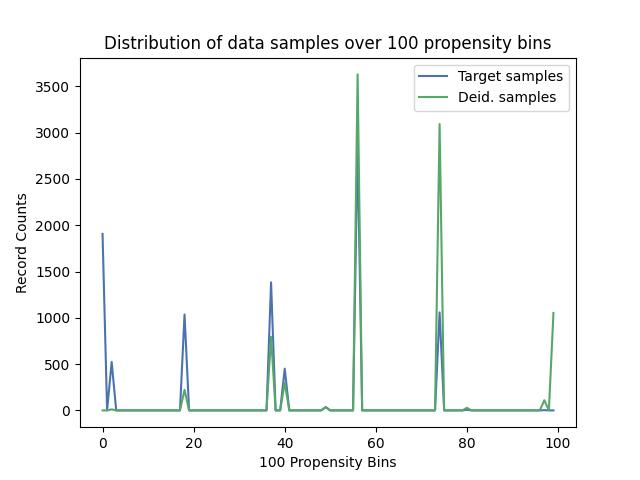 Distribution of data samples over 100 propensity bins
Target samples
Deid. samples
3500
3000
2500
2000
1500
1000
500
0
Record Counts
0 20 40 60 80 100
100 Propensity Bins